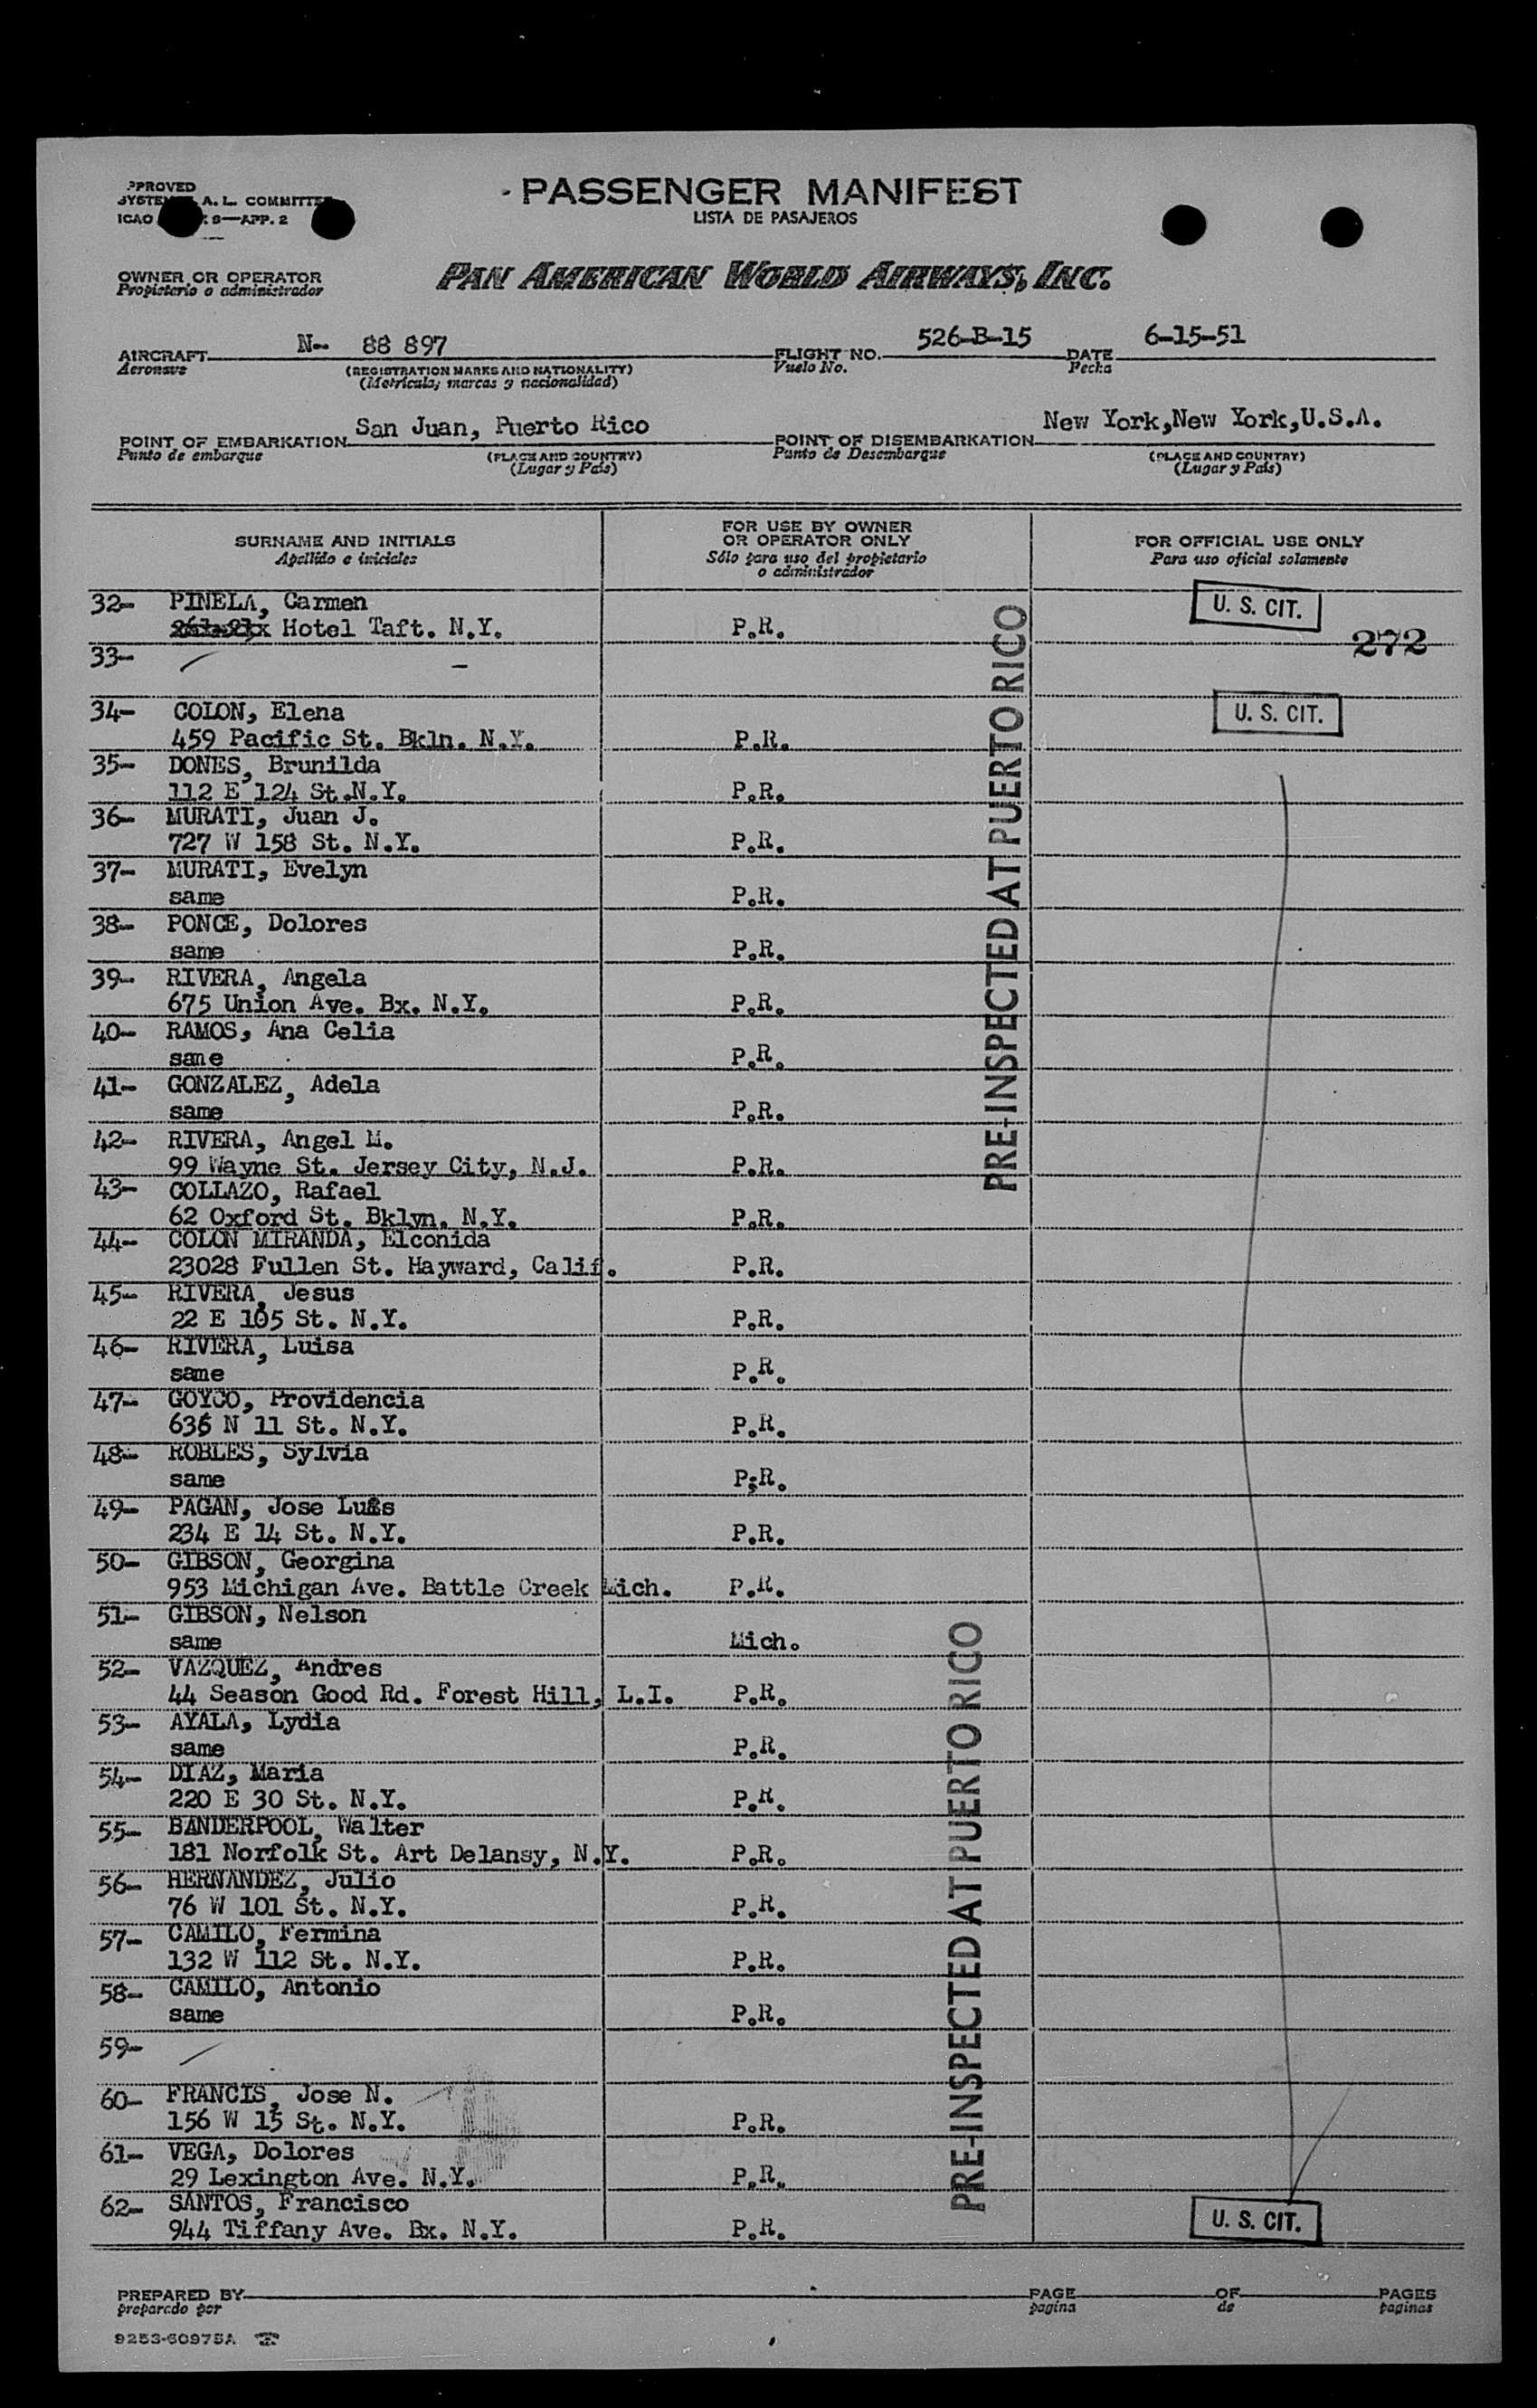 PPROVED
SYSTEM A. L. COMMITTEE
ICAO 9—APP. 2
PASSENGER MANIFEST
LISTA DE PASAJEROS
OWNER OR OPERATOR
Propietario o administrador
PAN AMERICAN WORLD AIRWAYS, INC.
AIRCRAFT N-- 88 897 FLIGHT NO. 526-B-15 DATE 6-15-51
Aeronave (REGISTRATION MARKS AND NATIONALITY) Vuelo No. Fecha
(Matricula, marcas y nacionalidad)
POINT OF EMBARKATION San Juan, Puerto Rico POINT OF DISEMBARKATION New York,New York,U.S.A.
Punto de embarque (PLACE AND COUNTRY) Punto de Desembarque (PLACE AND COUNTRY)
(Lugar y País) (Lugar y País)
SURNAME AND INITIALS
Apellido e iniciales
FOR USE BY OWNER
OR OPERATOR ONLY
Sólo para uso del propietario
o administrador
FOR OFFICIAL USE ONLY
Para uso oficial solamente
32- PINELA, Carmen U. S. CIT.
Hotel Taft. N.Y. P.R. 272
33-
34- COLON, Elena U. S. CIT.
459 Pacific St. Bkln. N.Y. P.R.
35- DONES, Brunilda
112 E 124 St.N.Y. P.R.
36- MURATI, Juan J.
727 W 158 St. N.Y. P.R.
37- MURATI, Evelyn
same P.R.
38- PONCE, Dolores
same P.R.
39- RIVERA, Angela
675 Union Ave. Bx. N.Y. P.R.
40- RAMOS, Ana Celia
same P.R.
41- GONZALEZ, Adela
same P.R.
42- RIVERA, Angel M.
99 Wayne St. Jersey City, N.J. P.R.
43- COLLAZO, Rafael
62 Oxford St. Bklyn. N.Y. P.R.
44- COLON MIRANDA, Elconida
23028 Fullen St. Hayward, Calif. P.R.
45- RIVERA, Jesus
22 E 105 St. N.Y. P.R.
46- RIVERA, Luisa
same P.R.
47- GOYCO, Providencia
636 N 11 St. N.Y. P.R.
48- ROBLES, Sylvia
same P;R.
49- PAGAN, Jose Luis
234 E 14 St. N.Y. P.R.
50- GIBSON, Georgina
953 Michigan Ave. Battle Creek Mich. P.R.
51- GIBSON, Nelson
same Mich.
52- VAZQUEZ, Andres
44 Season Good Rd. Forest Hill, L.I. P.R.
53- AYALA, Lydia
same P.R.
54- DIAZ, Maria
220 E 30 St. N.Y. P.R.
55- BANDERPOOL, Walter
181 Norfolk St. Art Delansy, N.Y. P.R.
56- HERNANDEZ, Julio
76 W 101 St. N.Y. P.R.
57- CAMILO, Fermina
132 W 112 St. N.Y. P.R.
58- CAMILO, Antonio
same P.R.
59-
60- FRANCIS, Jose N.
156 W 15 St. N.Y. P.R.
61- VEGA, Dolores
29 Lexington Ave. N.Y. P.R.
62- SANTOS, Francisco U. S. CIT.
944 Tiffany Ave. Bx. N.Y. P.R.
PRE-INSPECTED AT PUERTO RICO
PRE-INSPECTED AT PUERTO RICO
PREPARED BY PAGE OF PAGES
preparado por pagina de paginas
9253-60975A